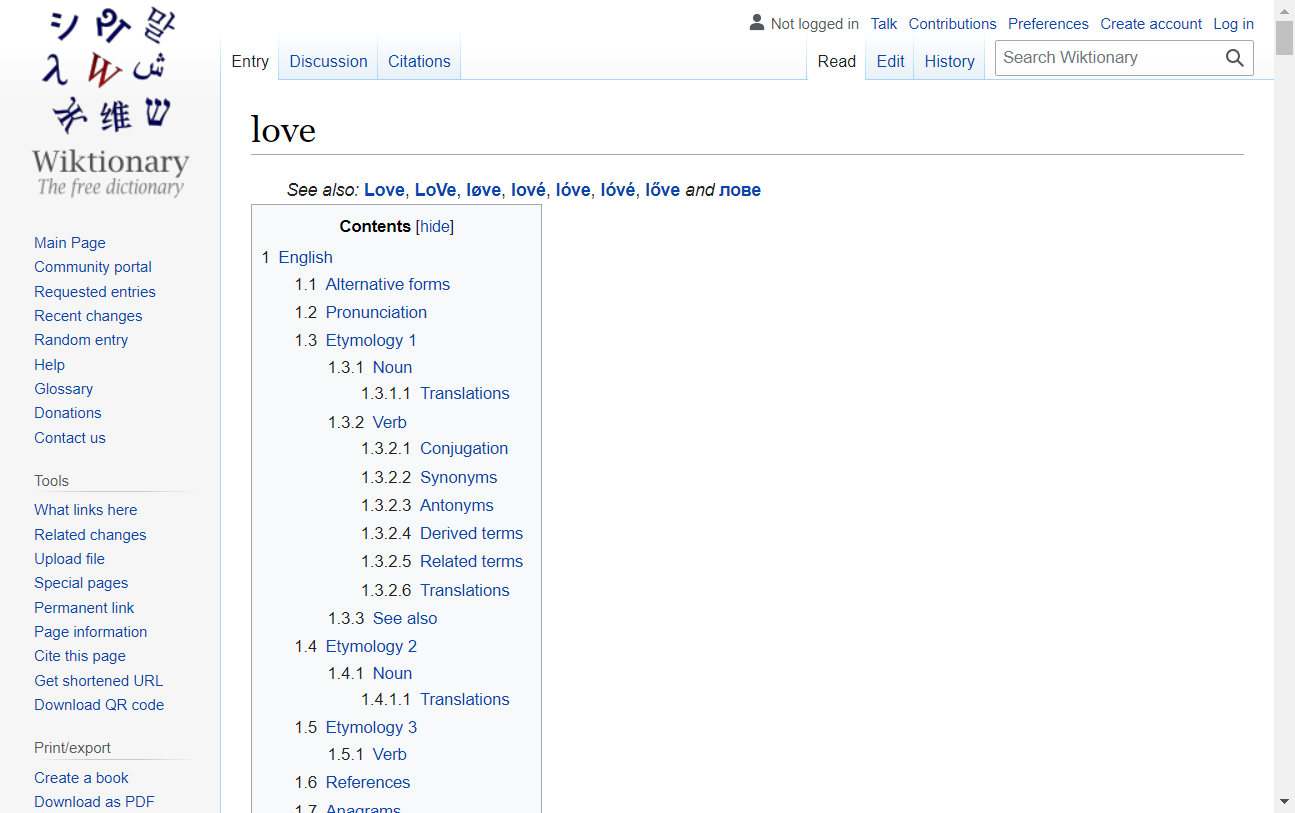 シ ற 말
λ W ش
 维 ש
Wiktionary
The free dictionary
Not logged in Talk Contributions Preferences Create account Log in
Entry Discussion Citations Read Edit History Search Wiktionary
love
See also: Love, LoVe, løve, lové, lóve, lóvé, lőve and лове
Contents [hide]
1 English
1.1 Alternative forms
1.2 Pronunciation
1.3 Etymology 1
1.3.1 Noun
1.3.1.1 Translations
1.3.2 Verb
1.3.2.1 Conjugation
1.3.2.2 Synonyms
1.3.2.3 Antonyms
1.3.2.4 Derived terms
1.3.2.5 Related terms
1.3.2.6 Translations
1.3.3 See also
1.4 Etymology 2
1.4.1 Noun
1.4.1.1 Translations
1.5 Etymology 3
1.5.1 Verb
1.6 References
1.7 Anagrams
Main Page
Community portal
Requested entries
Recent changes
Random entry
Help
Glossary
Donations
Contact us
Tools
What links here
Related changes
Upload file
Special pages
Permanent link
Page information
Cite this page
Get shortened URL
Download QR code
Print/export
Create a book
Download as PDF